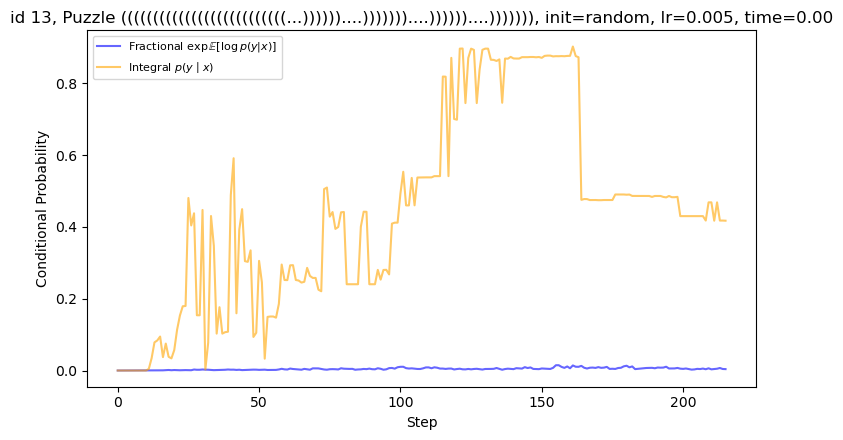 id 13, Puzzle ((((((((((((((((((((((((((...))))))....)))))))....))))))....))))))), init=random, lr=0.005, time=0.00
Fractional exp𝔼[log p(y|x)]
Integral p(y | x)
Conditional Probability
0.8
0.6
0.4
0.2
0.0
0
50
100
150
200
Step